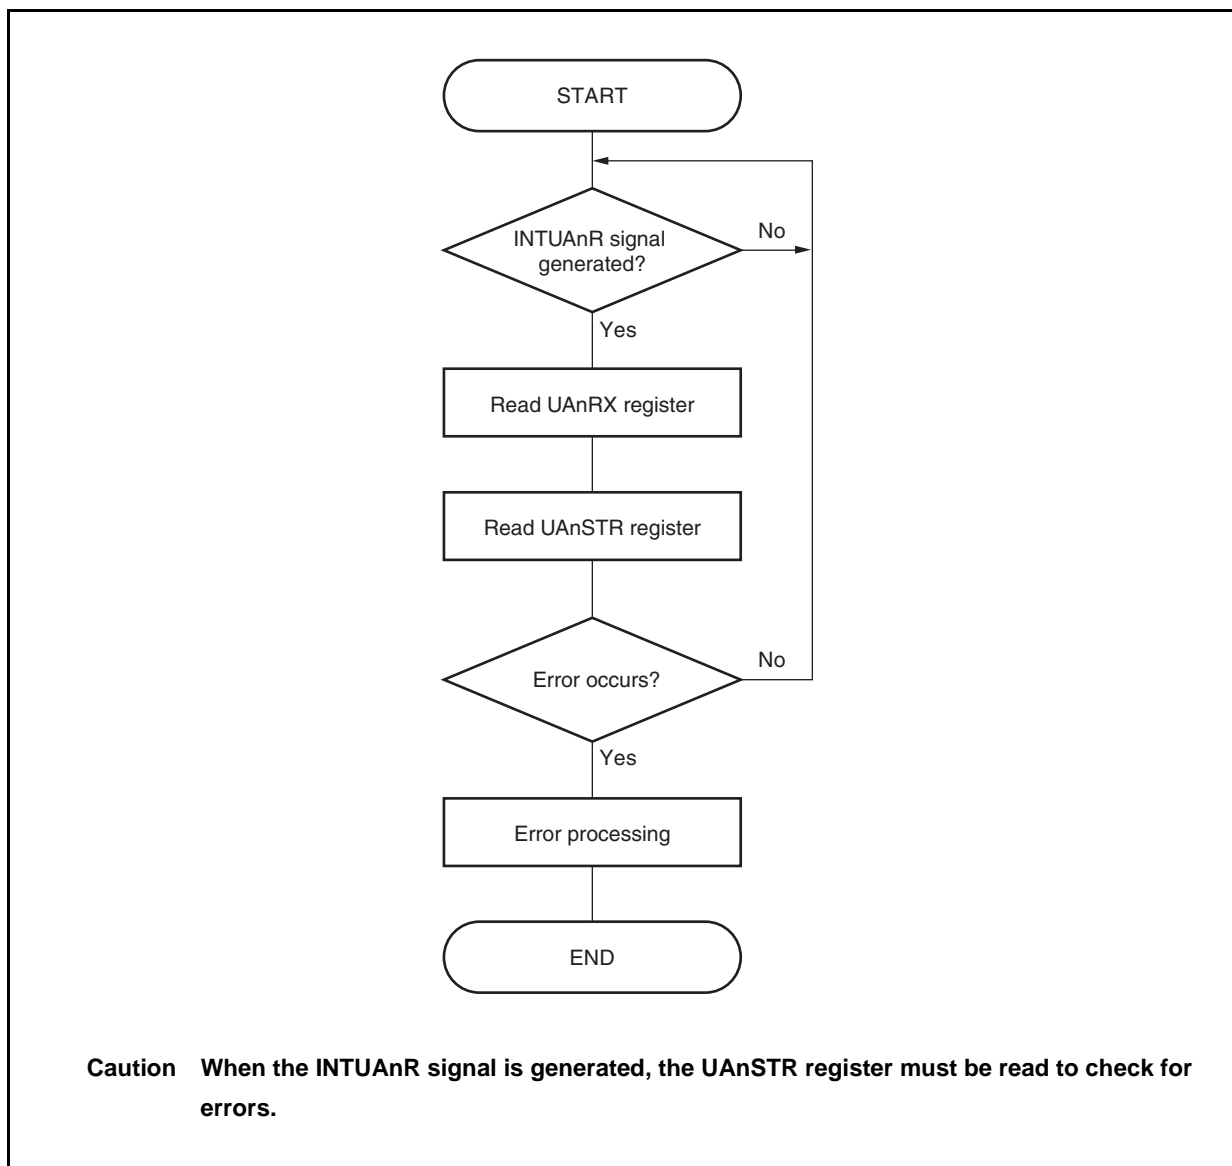 START
INTUAnR signal
generated?
No
Yes
Read UAnRX register
Read UAnSTR register
Error occurs?
No
Yes
Error processing
END
Caution When the INTUAnR signal is generated, the UAnSTR register must be read to check for
errors.